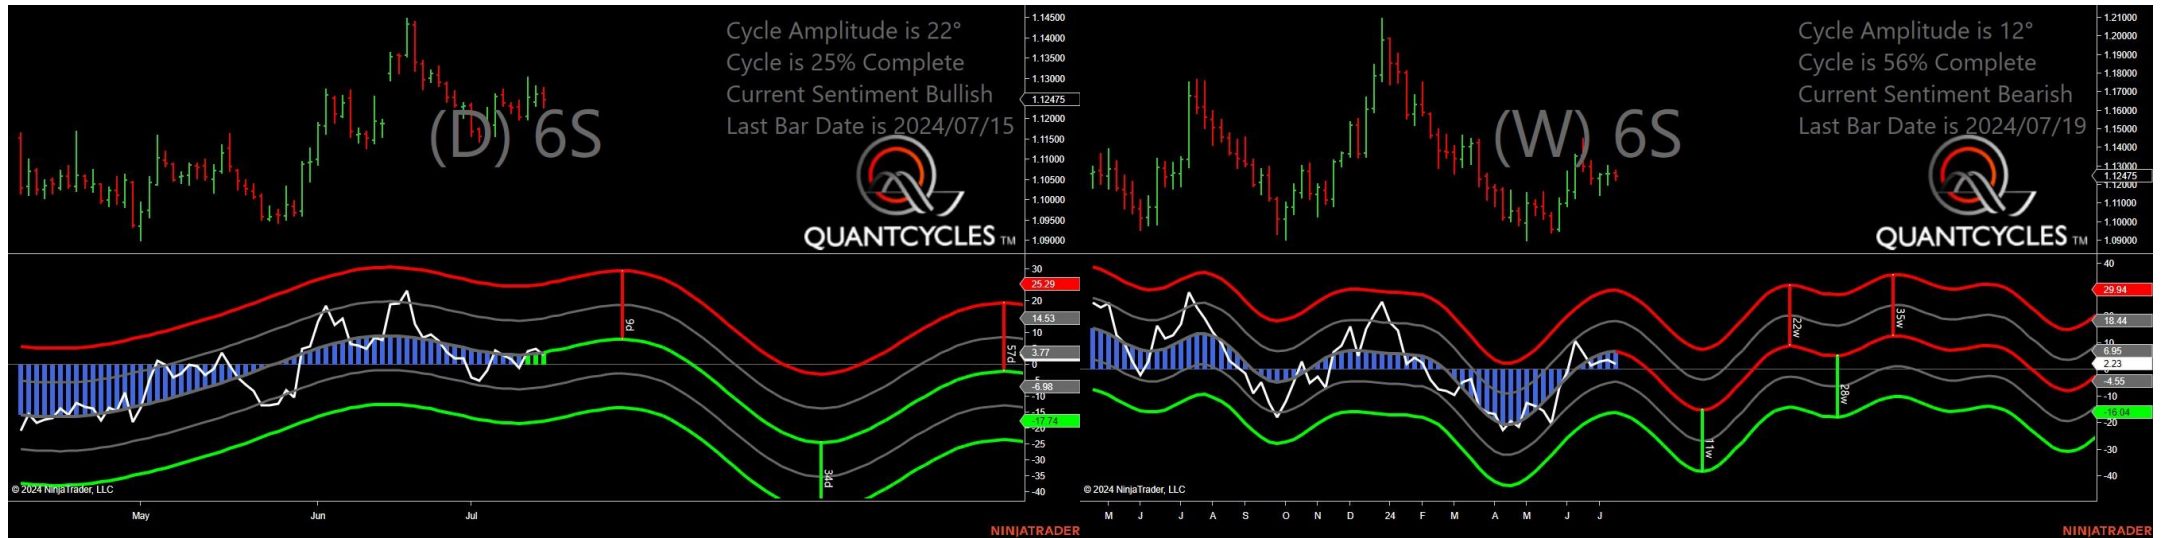 Cycle Amplitude is 22°
Cycle is 25% Complete
Current Sentiment Bullish
Last Bar Date is 2024/07/15
(D) 6S
QUANTCYCLES TM
1.14500
1.14000
1.13500
1.13000
1.12475
1.12000
1.11500
1.11000
1.10500
1.10000
1.09500
1.09000
30
25.29
20
14.53
10
3.77
0
-6.98
-10
-15
-17.74
-20
-25
-30
-35
-40
9d
34d
57d
© 2024 NinjaTrader, LLC
May Jun Jul
NINJATRADER
Cycle Amplitude is 12°
Cycle is 56% Complete
Current Sentiment Bearish
Last Bar Date is 2024/07/19
(W) 6S
QUANTCYCLES TM
1.21000
1.20000
1.19000
1.18000
1.17000
1.16000
1.15000
1.14000
1.13000
1.12475
1.12000
1.11000
1.10000
1.09000
40
29.94
18.44
10
6.95
2.23
-4.55
-10
-16.04
-20
-30
-40
11w
22w
28w
35w
© 2024 NinjaTrader, LLC
M J J A S O N D 24 F M A M J J
NINJATRADER